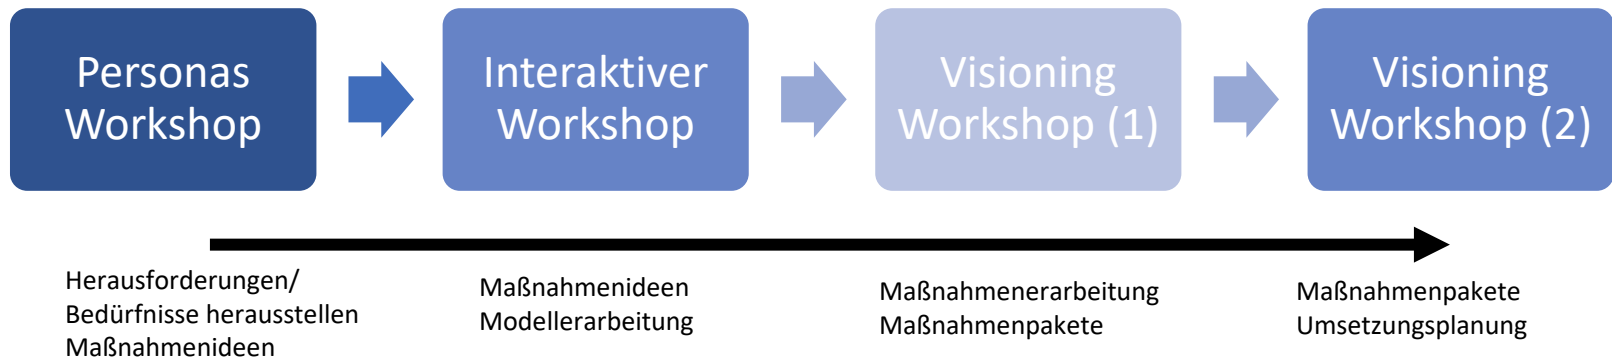 Personas
Workshop
Interaktiver
Workshop
Visioning
Workshop (1)
Visioning
Workshop (2)
Herausforderungen/
Bedürfnisse herausstellen
Maßnahmenideen
Maßnahmenideen
Modellerarbeitung
Maßnahmenerarbeitung
Maßnahmenpakete
Maßnahmenpakete
Umsetzungsplanung